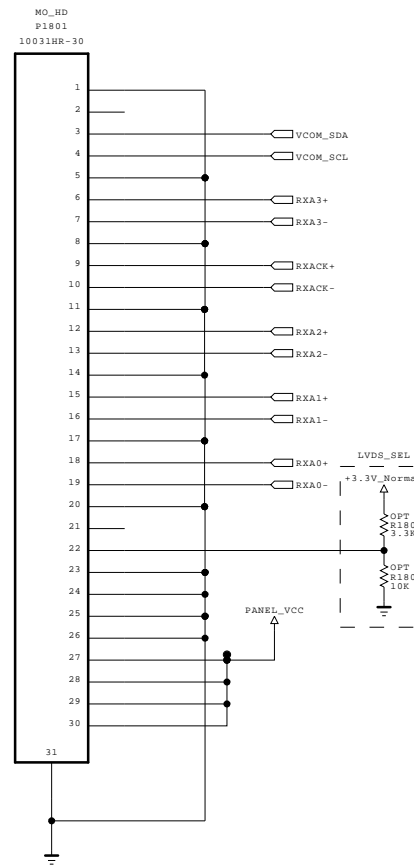 MO_HD
P1801
10031HR-30
1
2
3
VCOM_SDA
4
VCOM_SCL
5
6
RXA3+
7
RXA3-
8
9
RXACK+
10
RXACK-
11
12
RXA2+
13
RXA2-
14
15
RXA1+
16
RXA1-
17
18
RXA0+
19
RXA0-
20
21
22
23
24
25
26
27
28
29
30
31
PANEL_VCC
LVDS_SEL
+3.3V_Norma
OPT
R180
3.3K
OPT
R180
10K